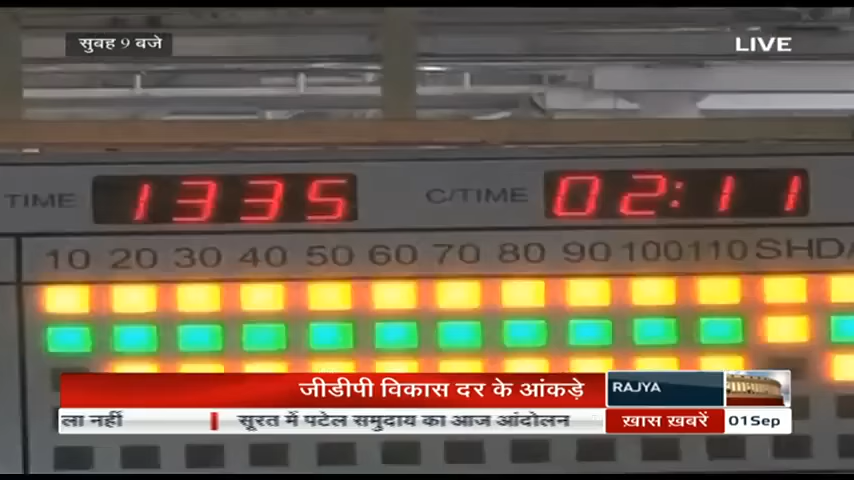 सुबह 9 बजे
LIVE
TIME 1335 C/TIME 02:11
10 20 30 40 50 60 70 80 90 100 110 SHD/
जीडीपी विकास दर के आंकड़े
RAJYA
ला नहीं सूरत में पटेल समुदाय का आज आंदोलन
ख़ास ख़बरें
01Sep